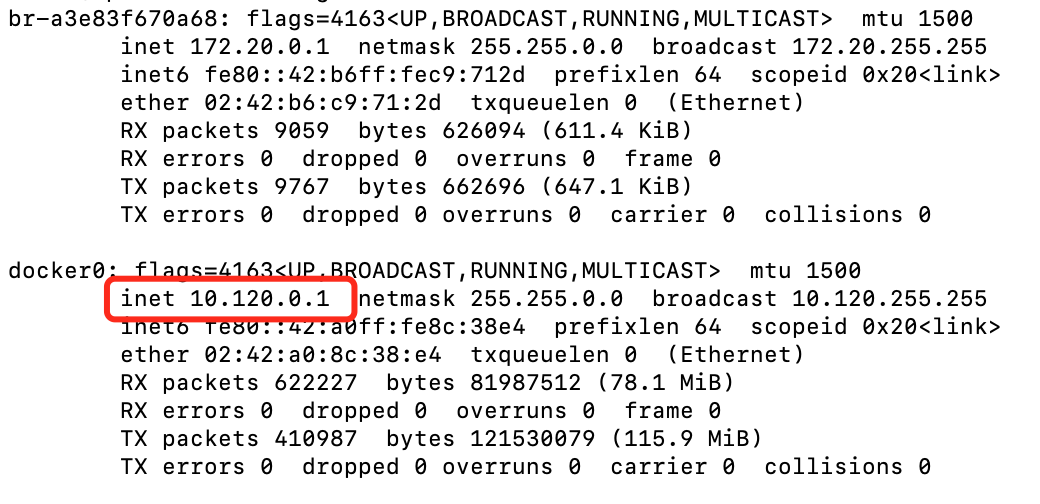 br-a3e83f670a68: flags=4163<UP,BROADCAST,RUNNING,MULTICAST>  mtu 1500
        inet 172.20.0.1  netmask 255.255.0.0  broadcast 172.20.255.255
        inet6 fe80::42:b6ff:fec9:712d  prefixlen 64  scopeid 0x20<link>
        ether 02:42:b6:c9:71:2d  txqueuelen 0  (Ethernet)
        RX packets 9059  bytes 626094 (611.4 KiB)
        RX errors 0  dropped 0  overruns 0  frame 0
        TX packets 9767  bytes 662696 (647.1 KiB)
        TX errors 0  dropped 0 overruns 0  carrier 0  collisions 0

docker0: flags=4163<UP,BROADCAST,RUNNING,MULTICAST>  mtu 1500
        inet 10.120.0.1  netmask 255.255.0.0  broadcast 10.120.255.255
        inet6 fe80::42:a0ff:fe8c:38e4  prefixlen 64  scopeid 0x20<link>
        ether 02:42:a0:8c:38:e4  txqueuelen 0  (Ethernet)
        RX packets 622227  bytes 81987512 (78.1 MiB)
        RX errors 0  dropped 0  overruns 0  frame 0
        TX packets 410987  bytes 121530079 (115.9 MiB)
        TX errors 0  dropped 0 overruns 0  carrier 0  collisions 0